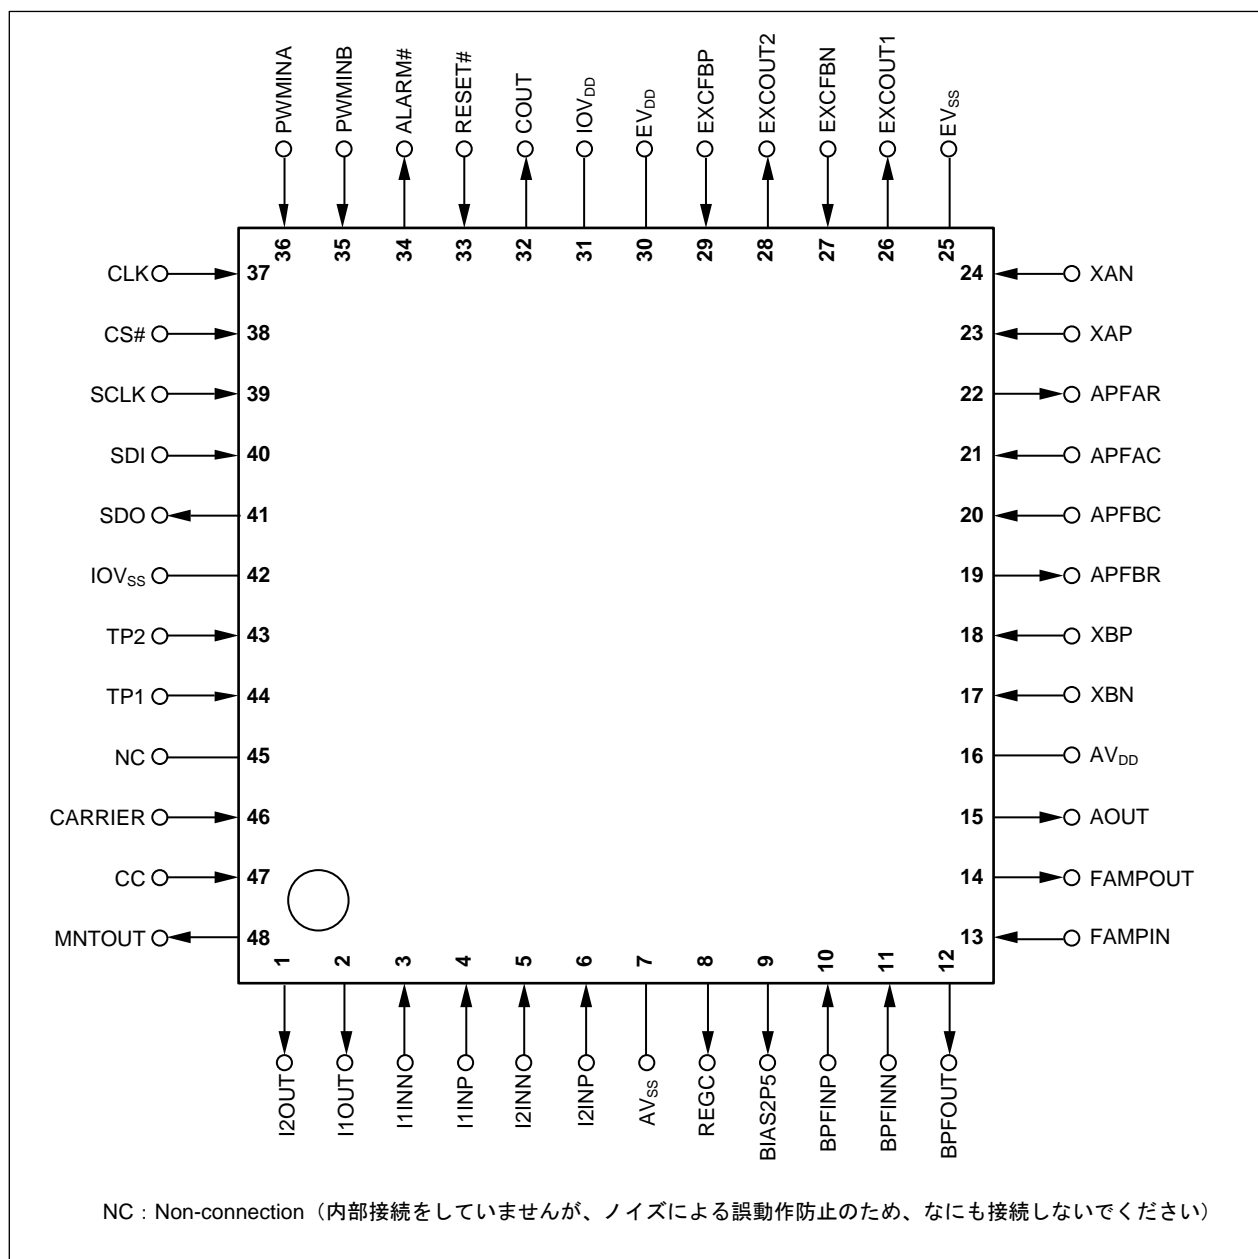 PWMINA
PWMINB
ALARM#
RESET#
COUT
IOVDD
EVDD
EXCFBP
EXCOUT2
EXCFBN
EXCOUT1
EVSS
36
35
34
33
32
31
30
29
28
27
26
25
CLK 37
CS# 38
SCLK 39
SDI 40
SDO 41
IOVSS 42
TP2 43
TP1 44
NC 45
CARRIER 46
CC 47
MNTOUT 48
24 XAN
23 XAP
22 APFAR
21 APFAC
20 APFBC
19 APFBR
18 XBP
17 XBN
16 AVDD
15 AOUT
14 FAMPOUT
13 FAMPIN
1
2
3
4
5
6
7
8
9
10
11
12
I2OUT
I1OUT
I1INN
I1INP
I2INN
I2INP
AVSS
REGC
BIAS2P5
BPFINP
BPFINN
BPFOUT
NC：Non-connection（内部接続をしていませんが、ノイズによる誤動作防止のため、なにも接続しないでください）